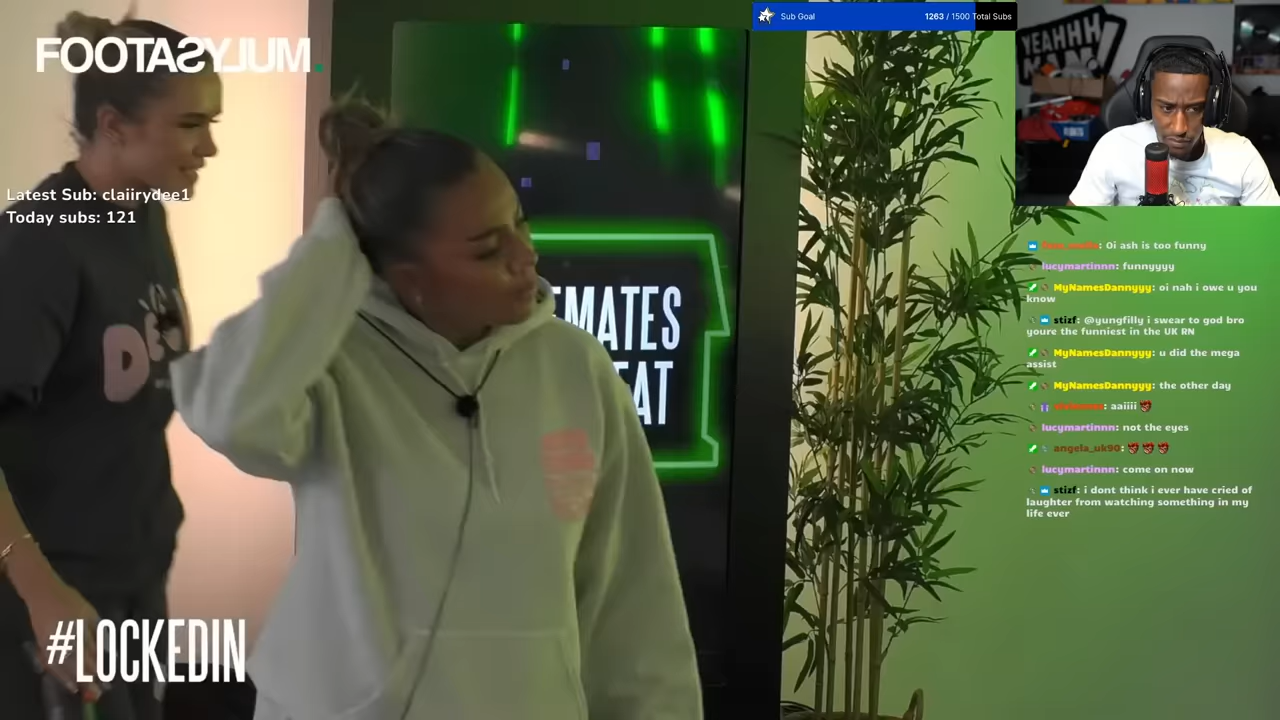 FOOTASYLUM.
Sub Goal
1263 / 1500 Total Subs
YEAHHH
Latest Sub: claiirydee1
Today subs: 121
EMATES
EAT
#LOCKEDIN
: Oi ash is too funny
lucymartinnn: funnyyyy
MyNamesDannyyy: oi nah i owe u you
know
stizf: @yungfilly i swear to god bro
youre the funniest in the UK RN
MyNamesDannyyy: u did the mega
assist
MyNamesDannyyy: the other day
: aaiiii
lucymartinnn: not the eyes
angela_uk90:
lucymartinnn: come on now
stizf: i dont think i ever have cried of
laughter from watching something in my
life ever